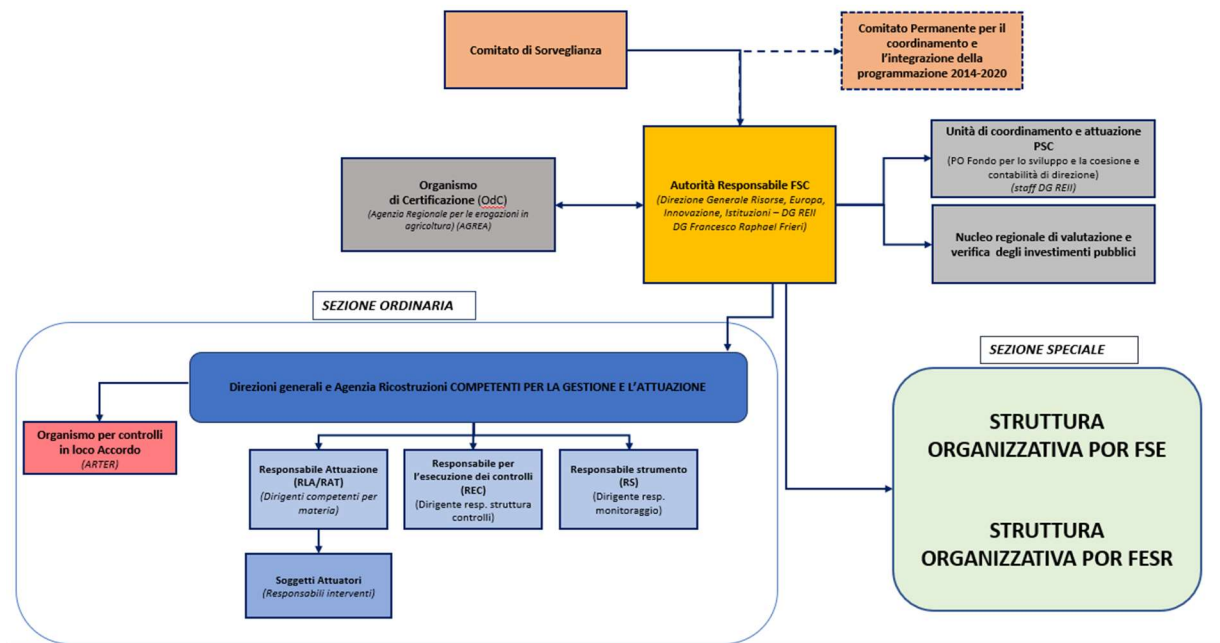 Comitato di Sorveglianza
Comitato Permanente per il
coordinamento e
l'integrazione della
programmazione 2014-2020
Unità di coordinamento e attuazione
PSC
(PO Fondo per lo sviluppo e la coesione e
contabilità di direzione)
(staff DG REII)
Organismo
di Certificazione (OdC)
(Agenzia Regionale per le erogazioni in
agricoltura) (AGREA)
Autorità Responsabile FSC
(Direzione Generale Risorse, Europa,
Innovazione, Istituzioni – DG REII
DG Francesco Raphael Frieri)
Nucleo regionale di valutazione e
verifica degli investimenti pubblici
SEZIONE ORDINARIA
SEZIONE SPECIALE
Direzioni generali e Agenzia Ricostruzioni COMPETENTI PER LA GESTIONE E L'ATTUAZIONE
Organismo per controlli
in loco Accordo
(ARTER)
Responsabile Attuazione
(RLA/RAT)
(Dirigenti competenti per
materia)
Responsabile per
l'esecuzione dei controlli
(REC)
(Dirigente resp. struttura
controlli)
Responsabile strumento
(RS)
(Dirigente resp.
monitoraggio)
Soggetti Attuatori
(Responsabili interventi)
STRUTTURA
ORGANIZZATIVA POR FSE
STRUTTURA
ORGANIZZATIVA POR FESR